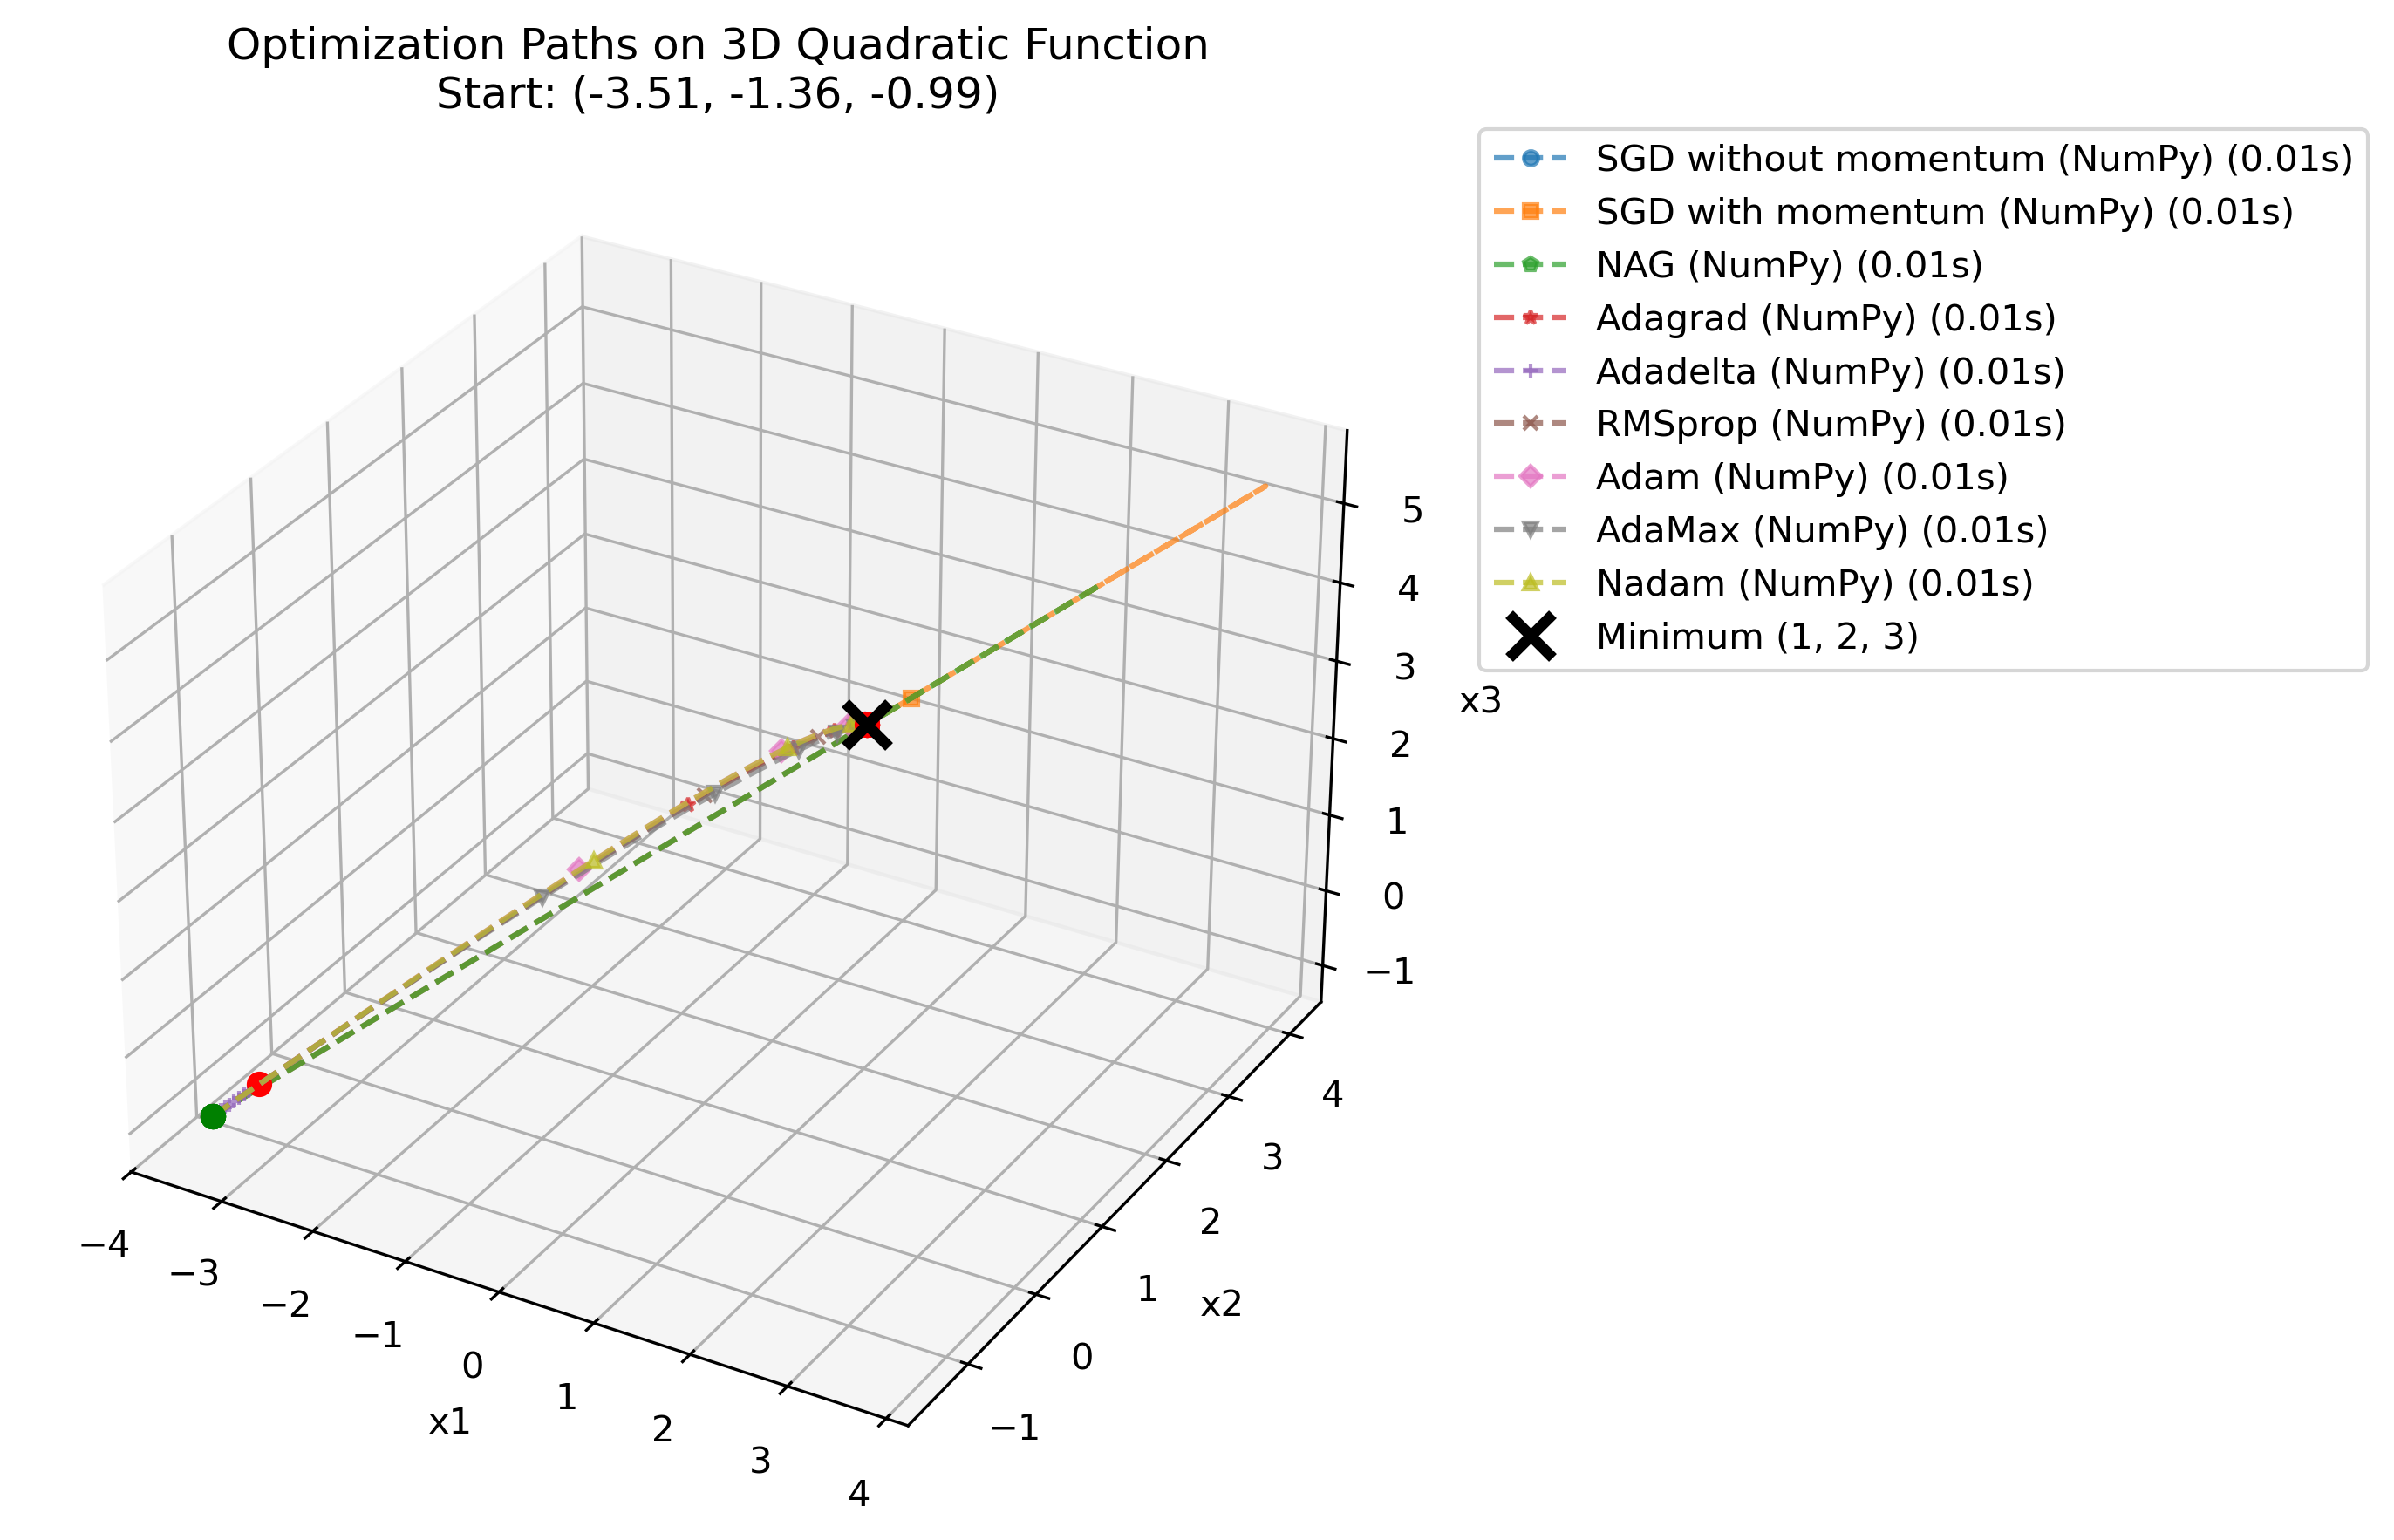 Optimization Paths on 3D Quadratic Function
Start: (-3.51, -1.36, -0.99)
SGD without momentum (NumPy) (0.01s)
SGD with momentum (NumPy) (0.01s)
NAG (NumPy) (0.01s)
Adagrad (NumPy) (0.01s)
Adadelta (NumPy) (0.01s)
RMSprop (NumPy) (0.01s)
Adam (NumPy) (0.01s)
AdaMax (NumPy) (0.01s)
Nadam (NumPy) (0.01s)
Minimum (1, 2, 3)
x3
5
4
3
2
1
0
−1
4
3
2
1
0
−1
x2
−4
−3
−2
−1
0
1
2
3
4
x1